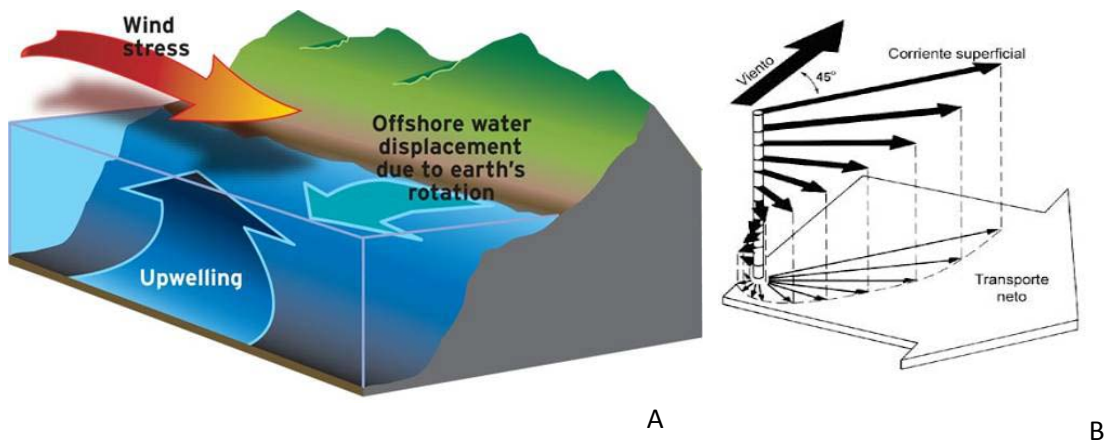 Wind
stress
Offshore water
displacement
due to earth's
rotation
Upwelling
A
Viento
45°
Corriente superficial
Transporte
neto
B